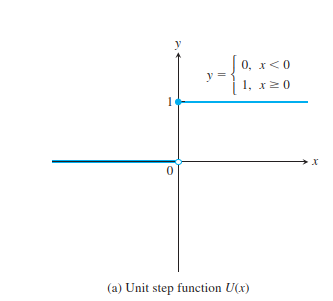 y
y = { 0, x < 0
1, x ≥ 0
1
0
x
(a) Unit step function U(x)